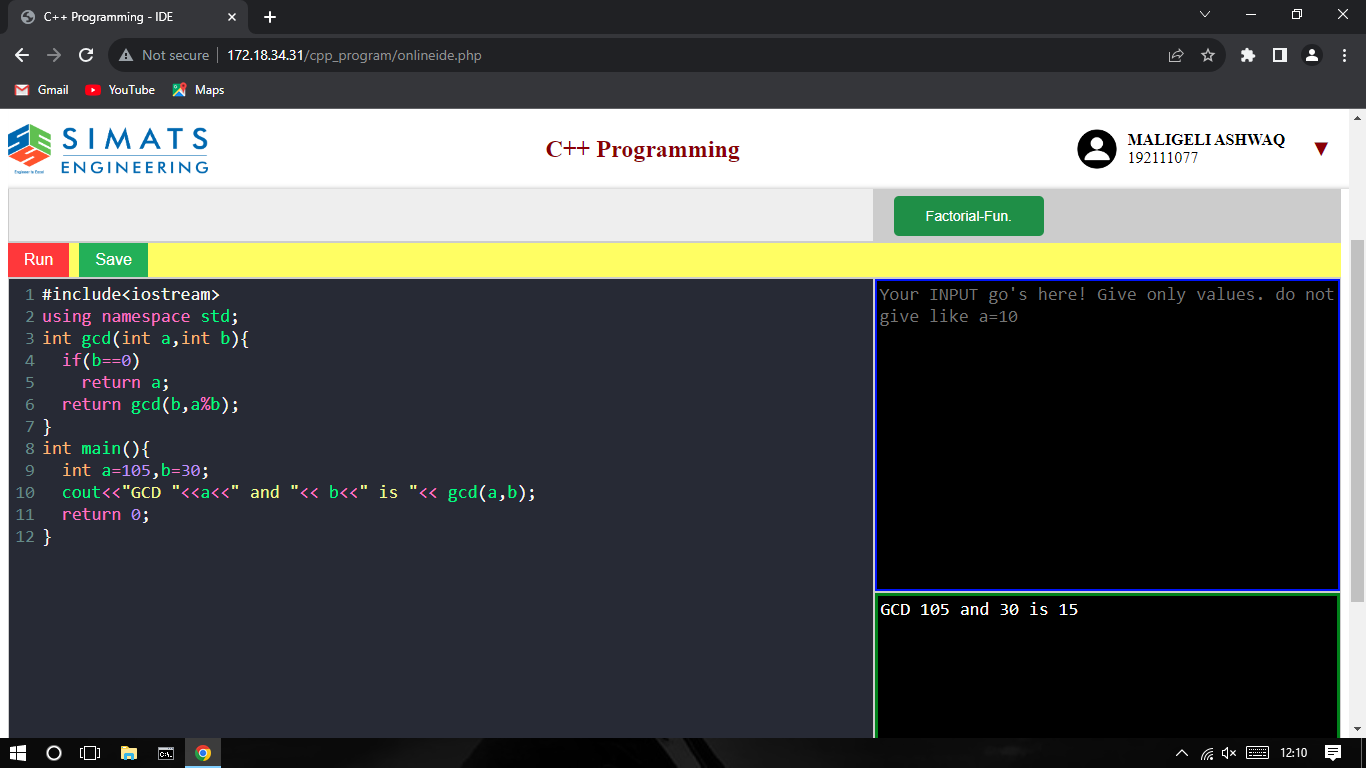 C++ Programming - IDE
Not secure 172.18.34.31/cpp_program/onlineide.php
Gmail YouTube Maps
SIMATS
ENGINEERING
Engineer to Excel
C++ Programming
MALIGELI ASHWAQ
192111077
Factorial-Fun.
Run Save
1 #include<iostream>
2 using namespace std;
3 int gcd(int a,int b){
4   if(b==0)
5     return a;
6   return gcd(b,a%b);
7 }
8 int main(){
9   int a=105,b=30;
10   cout<<"GCD "<<a<<" and "<< b<<" is "<< gcd(a,b);
11   return 0;
12 }
Your INPUT go's here! Give only values. do not
give like a=10
GCD 105 and 30 is 15
12:10